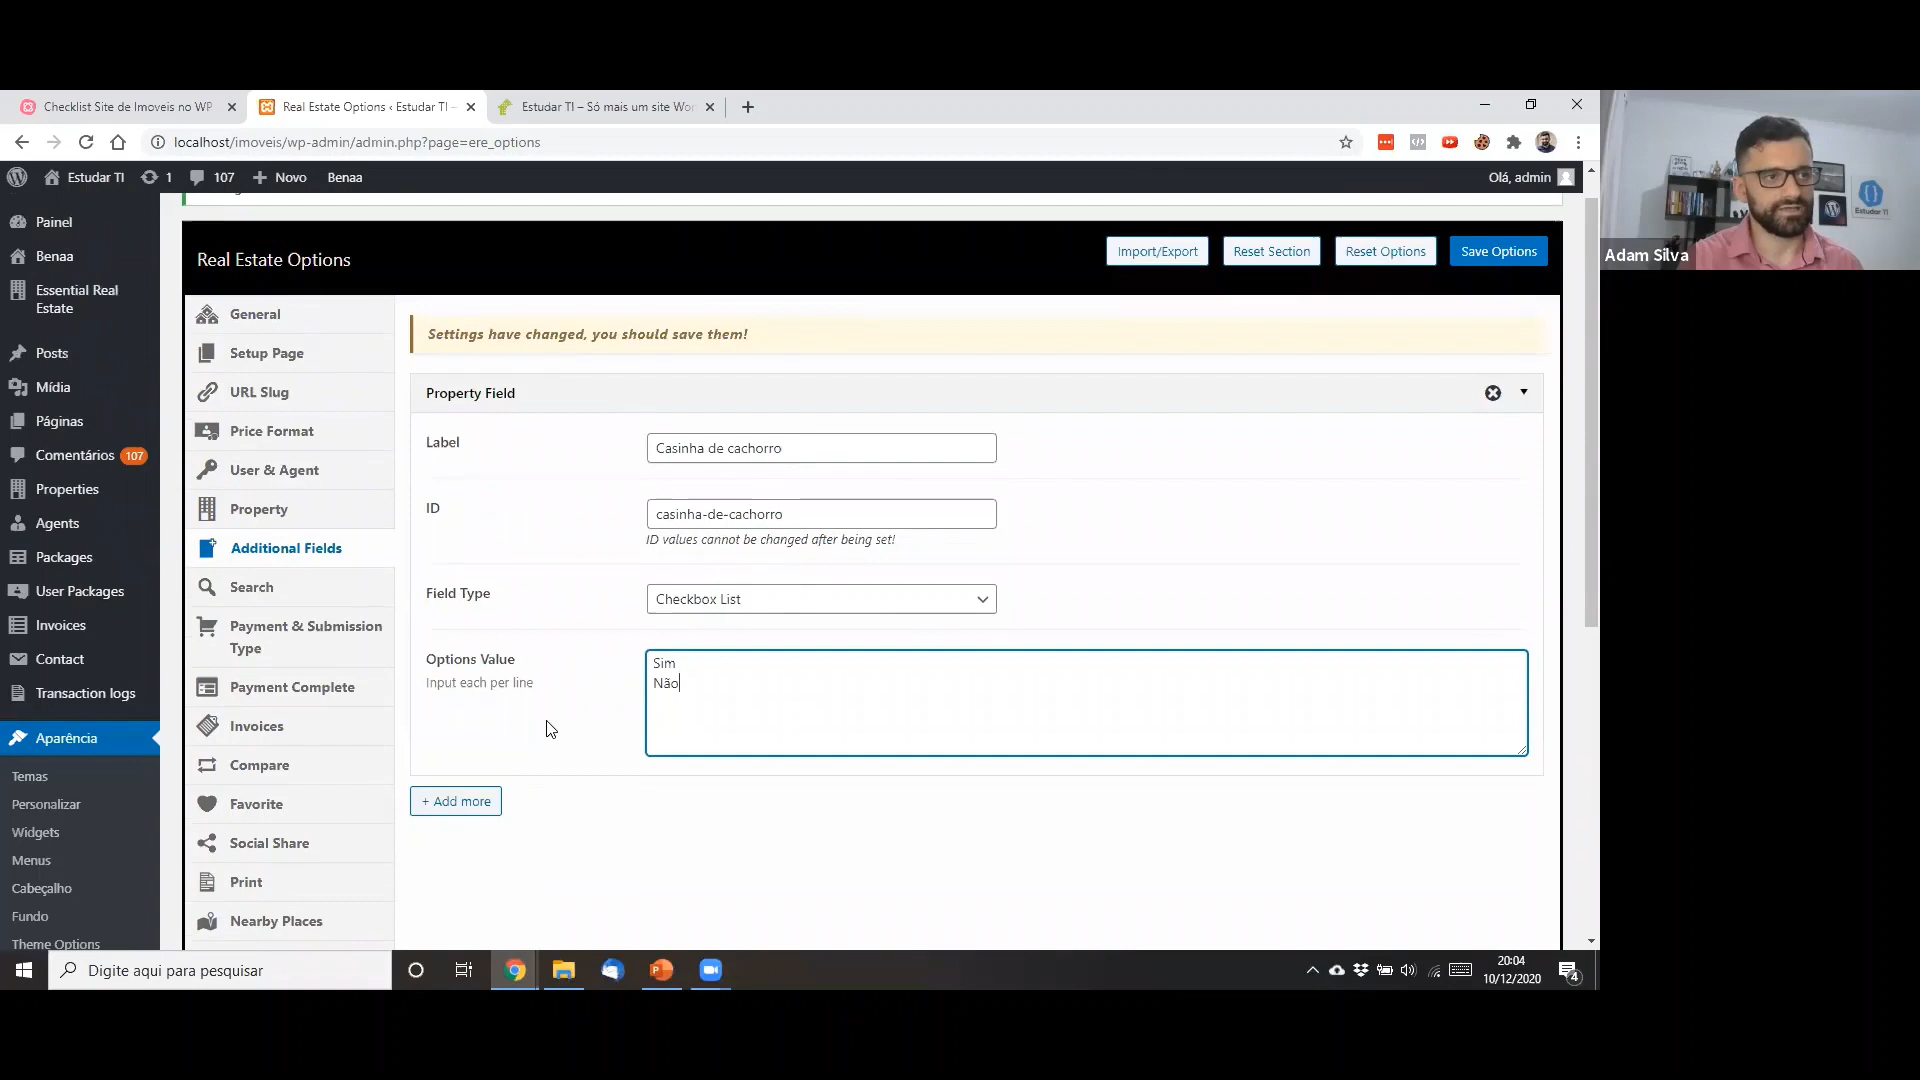 Checklist Site de Imoveis no WP
Real Estate Options ‹ Estudar TI –
Estudar TI – Só mais um site Wor
localhost/imoveis/wp-admin/admin.php?page=ere_options
Estudar TI
1
107
Novo
Benaa
Olá, admin
Estudar TI
Adam Silva
Painel
Benaa
Essential Real
Estate
Posts
Mídia
Páginas
Comentários 107
Properties
Agents
Packages
User Packages
Invoices
Contact
Transaction logs
Aparência
Temas
Personalizar
Widgets
Menus
Cabeçalho
Fundo
Theme Options
Real Estate Options
Import/Export
Reset Section
Reset Options
Save Options
General
Setup Page
URL Slug
Price Format
User & Agent
Property
Additional Fields
Search
Payment & Submission
Type
Payment Complete
Invoices
Compare
Favorite
Social Share
Print
Nearby Places
Settings have changed, you should save them!
Property Field
Label
Casinha de cachorro
ID
casinha-de-cachorro
ID values cannot be changed after being set!
Field Type
Checkbox List
Options Value
Input each per line
Sim
Não
+ Add more
Digite aqui para pesquisar
20:04
10/12/2020
4